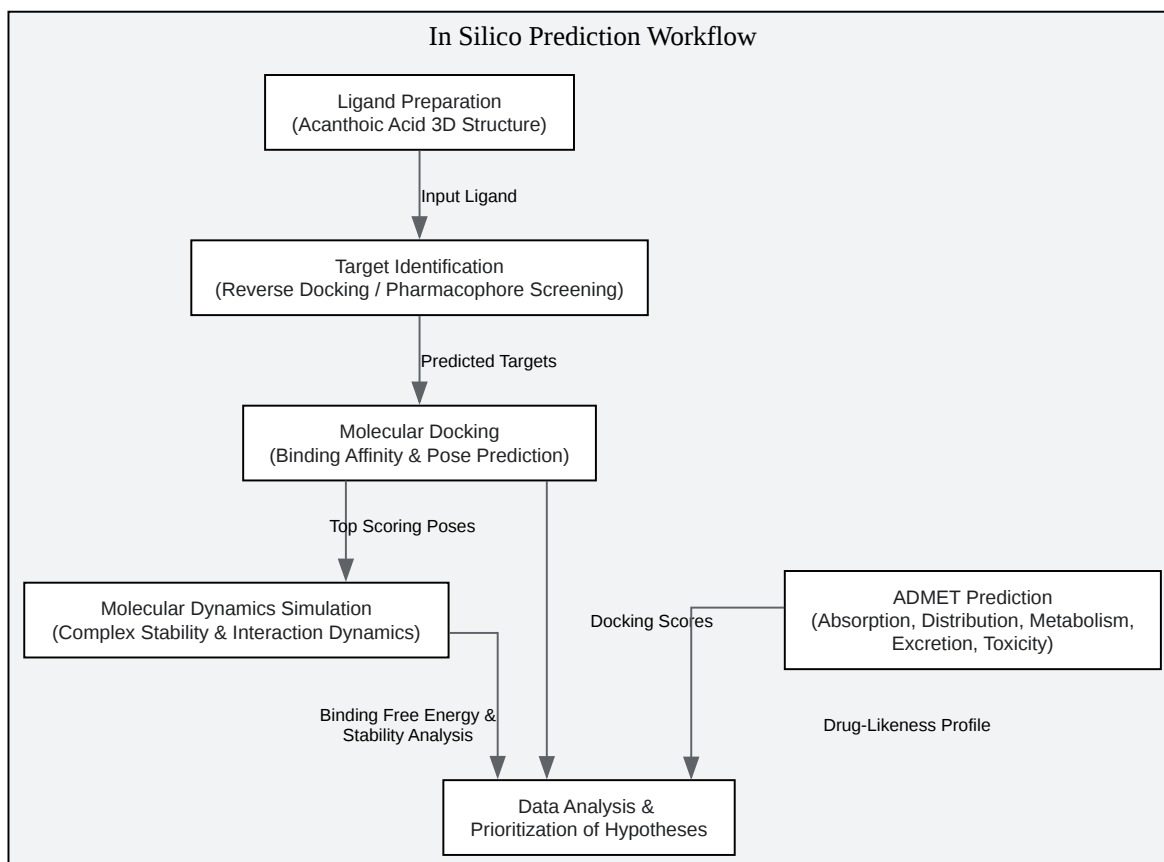 In Silico Prediction Workflow
Ligand Preparation
(Acanthoic Acid 3D Structure)
Input Ligand
Target Identification
(Reverse Docking / Pharmacophore Screening)
Predicted Targets
Molecular Docking
(Binding Affinity & Pose Prediction)
Top Scoring Poses
Molecular Dynamics Simulation
(Complex Stability & Interaction Dynamics)
Docking Scores
ADMET Prediction
(Absorption, Distribution, Metabolism,
Excretion, Toxicity)
Binding Free Energy &
Stability Analysis
Drug-Likeness Profile
Data Analysis &
Prioritization of Hypotheses